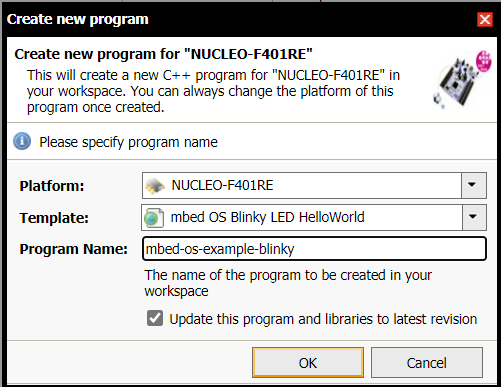 Create new program
Create new program for "NUCLEO-F401RE"
This will create a new C++ program for "NUCLEO-F401RE" in
your workspace. You can always change the platform of this
program once created.
Please specify program name
Platform:
NUCLEO-F401RE
Template:
mbed OS Blinky LED HelloWorld
Program Name:
mbed-os-example-blinky
The name of the program to be created in your
workspace
Update this program and libraries to latest revision
OK
Cancel